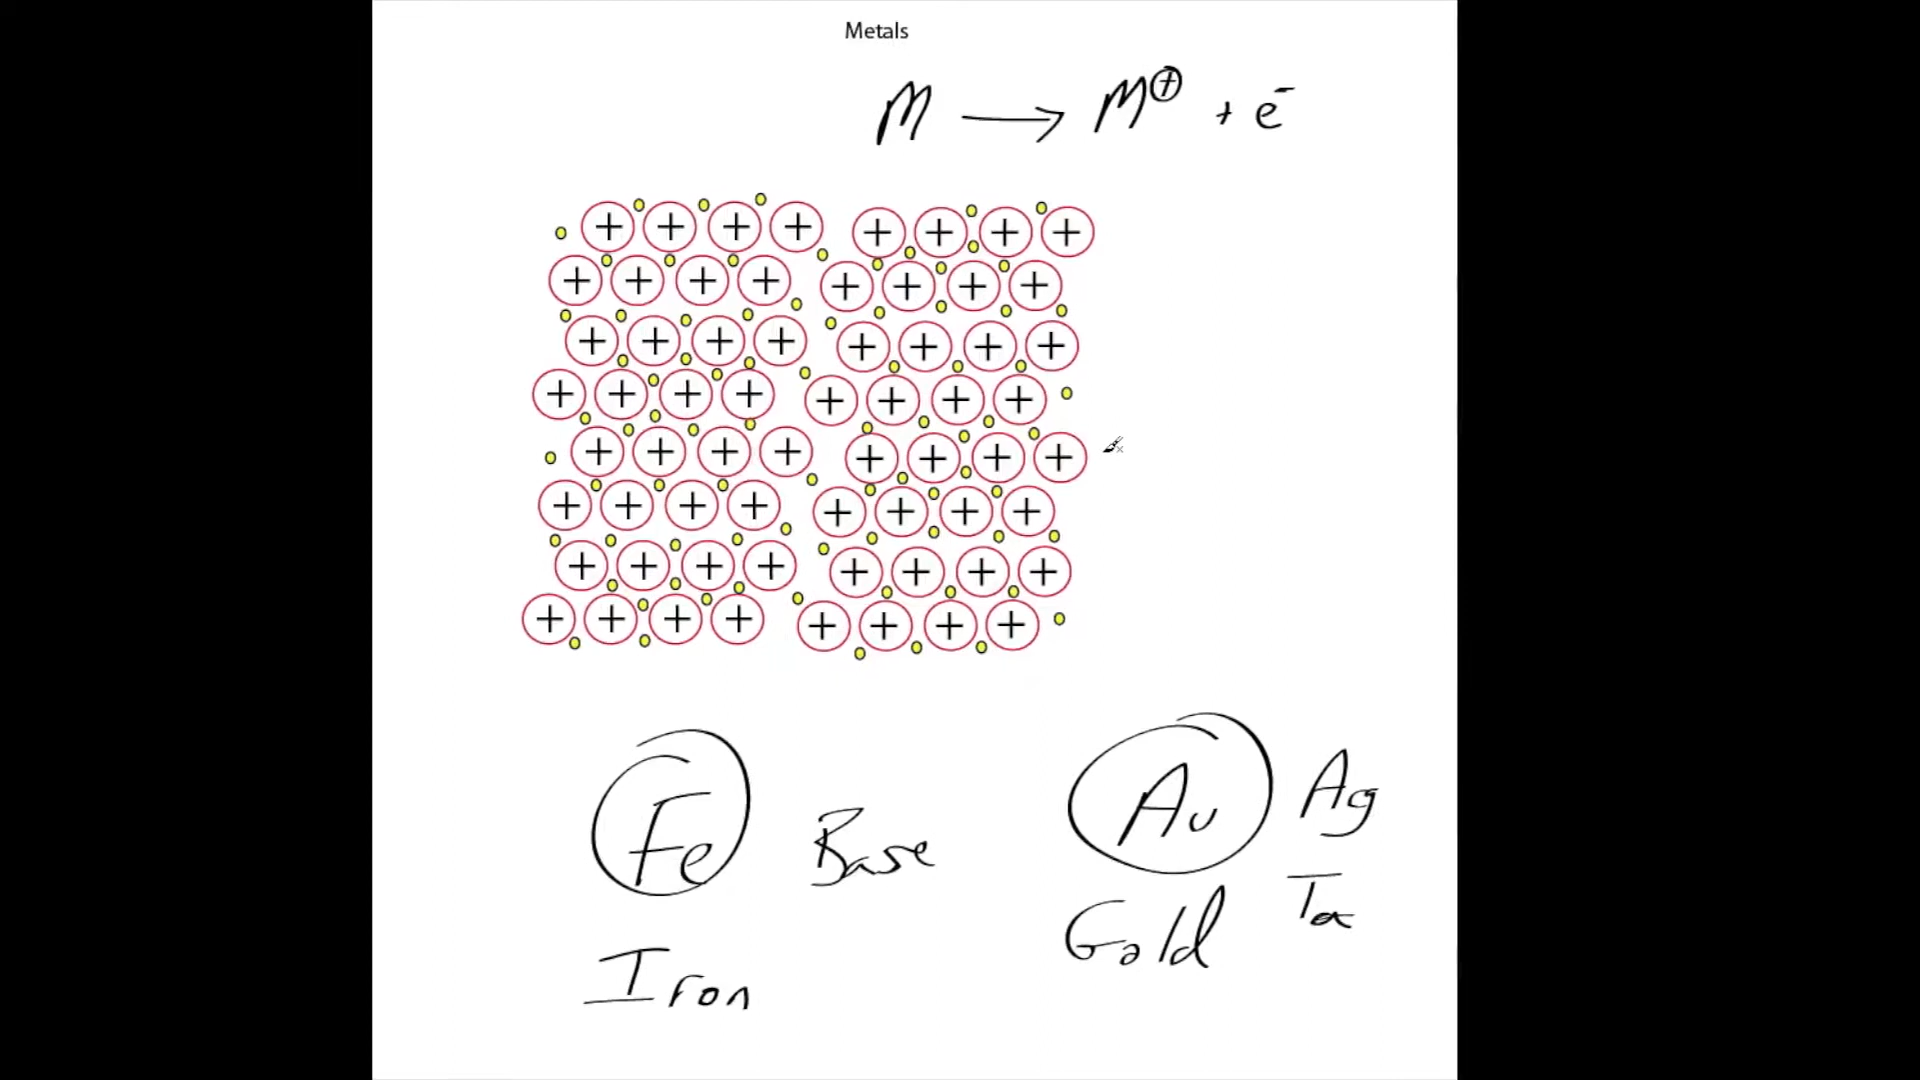 Metals
M → M⊕ + e⁻
+ + + + + + + +
+ + + + + + + +
+ + + + + + + +
+ + + + + + + +
+ + + + + + + +
+ + + + + + + +
+ + + + + + + +
+ + + + + + + +
Fe Base Au Ag
Iron Gold Ta